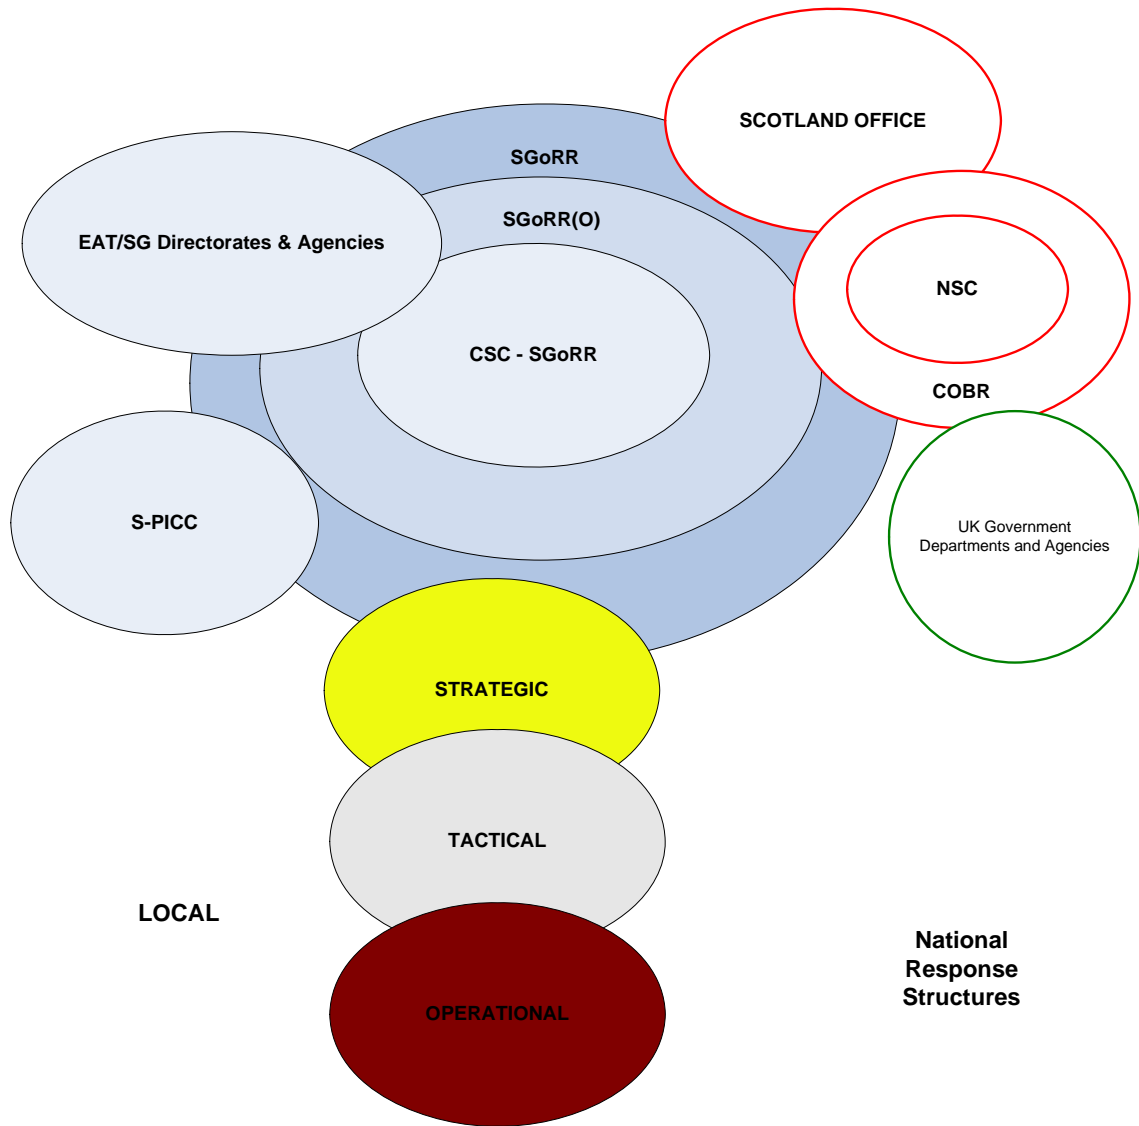 SCOTLAND OFFICE
SGoRR
SGoRR(O)
EAT/SG Directorates & Agencies
NSC
CSC - SGoRR
COBR
S-PICC
UK Government
Departments and Agencies
STRATEGIC
TACTICAL
LOCAL
National
Response
Structures
OPERATIONAL